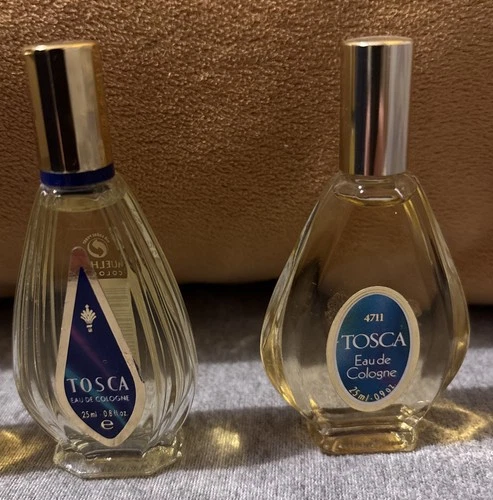 TOSCA
EAU DE COLOGNE
25 ml · 0.8 fl. oz.
e
4711
TOSCA
Eau de
Cologne
25 ml - 0.9 oz.